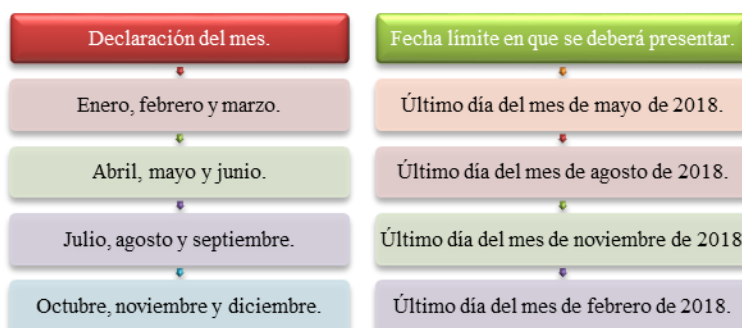 Declaración del mes.
Fecha límite en que se deberá presentar.
Enero, febrero y marzo.
Último día del mes de mayo de 2018.
Abril, mayo y junio.
Último día del mes de agosto de 2018.
Julio, agosto y septiembre.
Último día del mes de noviembre de 2018
Octubre, noviembre y diciembre.
Último día del mes de febrero de 2018.